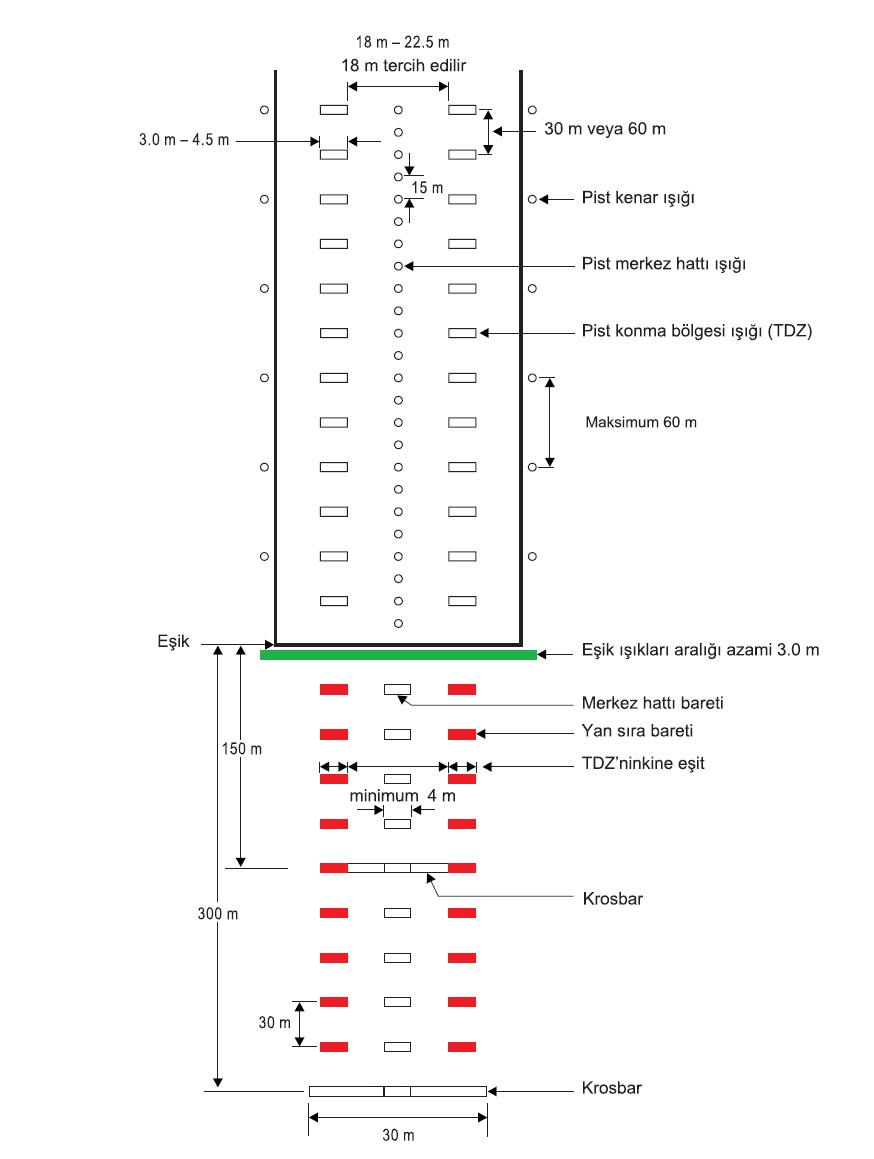 18 m – 22.5 m
18 m tercih edilir
3.0 m – 4.5 m
30 m veya 60 m
15 m
Pist kenar ışığı
Pist merkez hattı ışığı
Pist konma bölgesi ışığı (TDZ)
Maksimum 60 m
Eşik
Eşik ışıkları aralığı azami 3.0 m
Merkez hattı bareti
Yan sıra bareti
150 m
TDZ’ninkine eşit
minimum 4 m
Krosbar
300 m
30 m
Krosbar
30 m